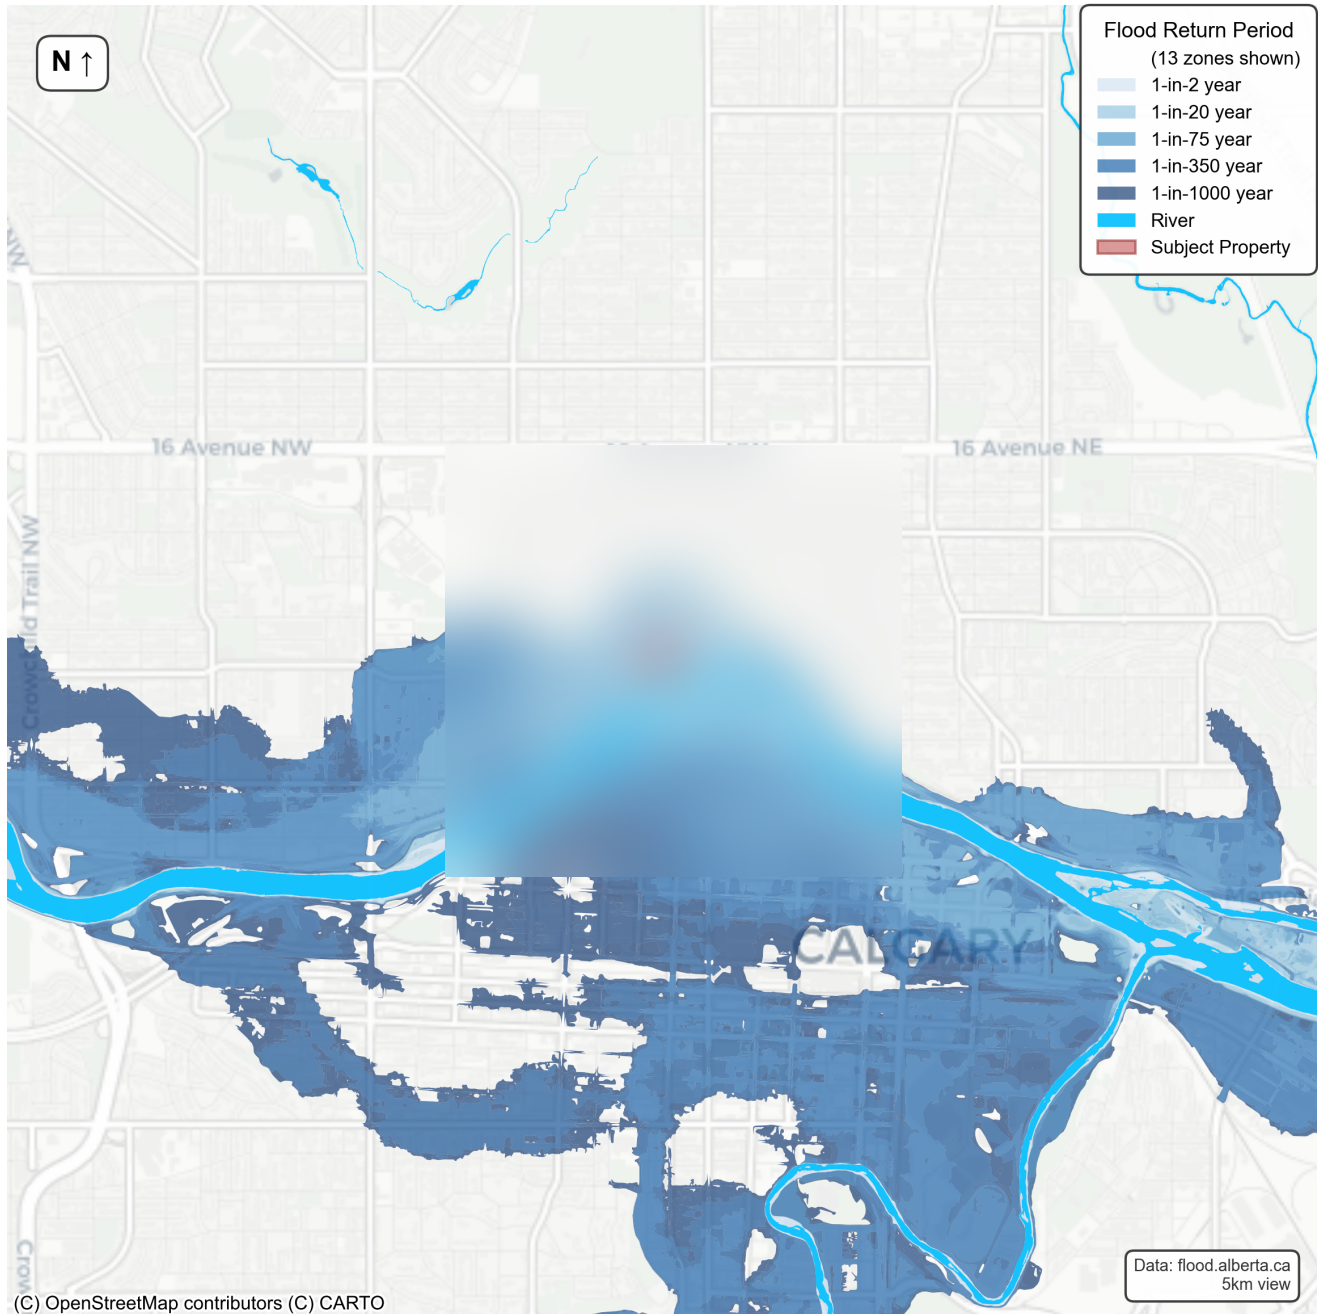 N ↑
Flood Return Period
(13 zones shown)
1-in-2 year
1-in-20 year
1-in-75 year
1-in-350 year
1-in-1000 year
River
Subject Property
NW
16 Avenue NW
16 Avenue NE
Crowchild Trail NW
CALGARY
Crow
Data: flood.alberta.ca
5km view
(C) OpenStreetMap contributors (C) CARTO